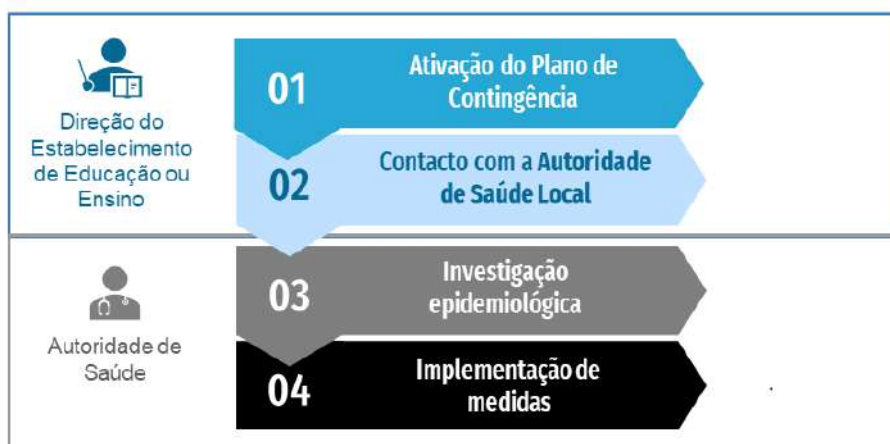 Direção do
Estabelecimento
de Educação ou
Ensino
01
Ativação do Plano de
Contingência
02
Contacto com a Autoridade
de Saúde Local
Autoridade de
Saúde
03
Investigação
epidemiológica
04
Implementação de
medidas